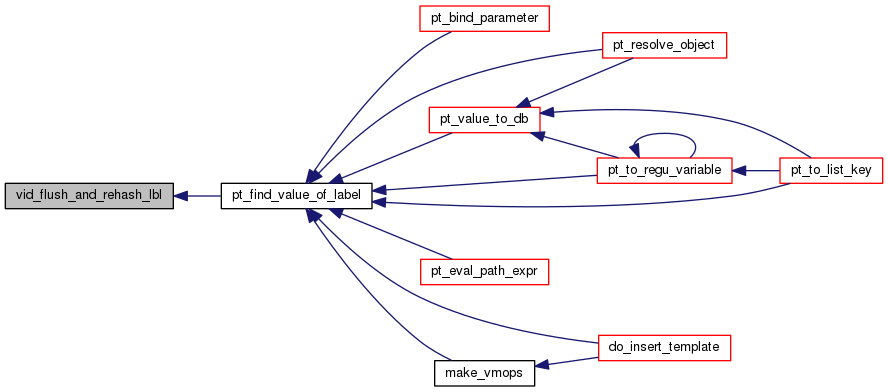 pt_bind_parameter
pt_resolve_object
pt_value_to_db
pt_to_regu_variable
pt_to_list_key
vid_flush_and_rehash_lbl
pt_find_value_of_label
pt_eval_path_expr
do_insert_template
make_vmops